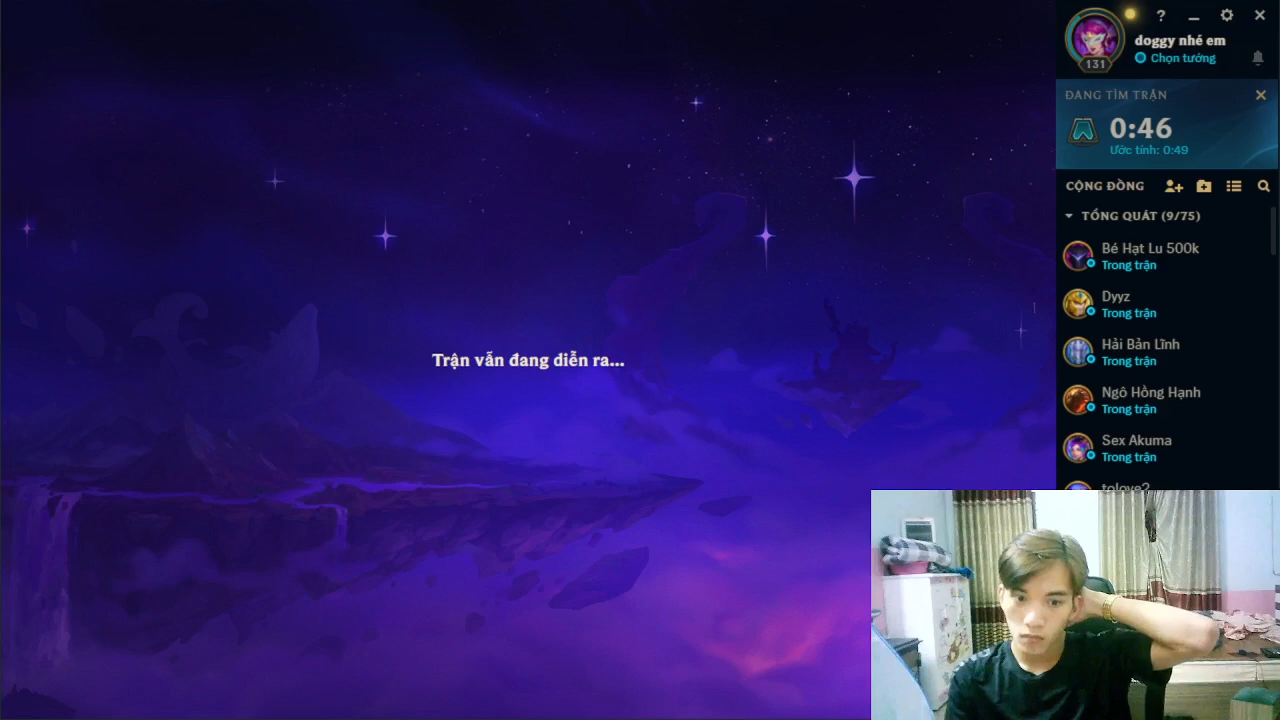 ?
doggy nhé em
131
Chọn tướng
ĐANG TÌM TRẬN
0:46
Ước tính: 0:49
CỘNG ĐỒNG
TỔNG QUÁT (9/75)
Bé Hạt Lu 500k
Trong trận
Dyyz
Trong trận
Hải Bản Lĩnh
Trong trận
Ngô Hồng Hạnh
Trong trận
Sex Akuma
Trong trận
tolove2
Trận vẫn đang diễn ra...